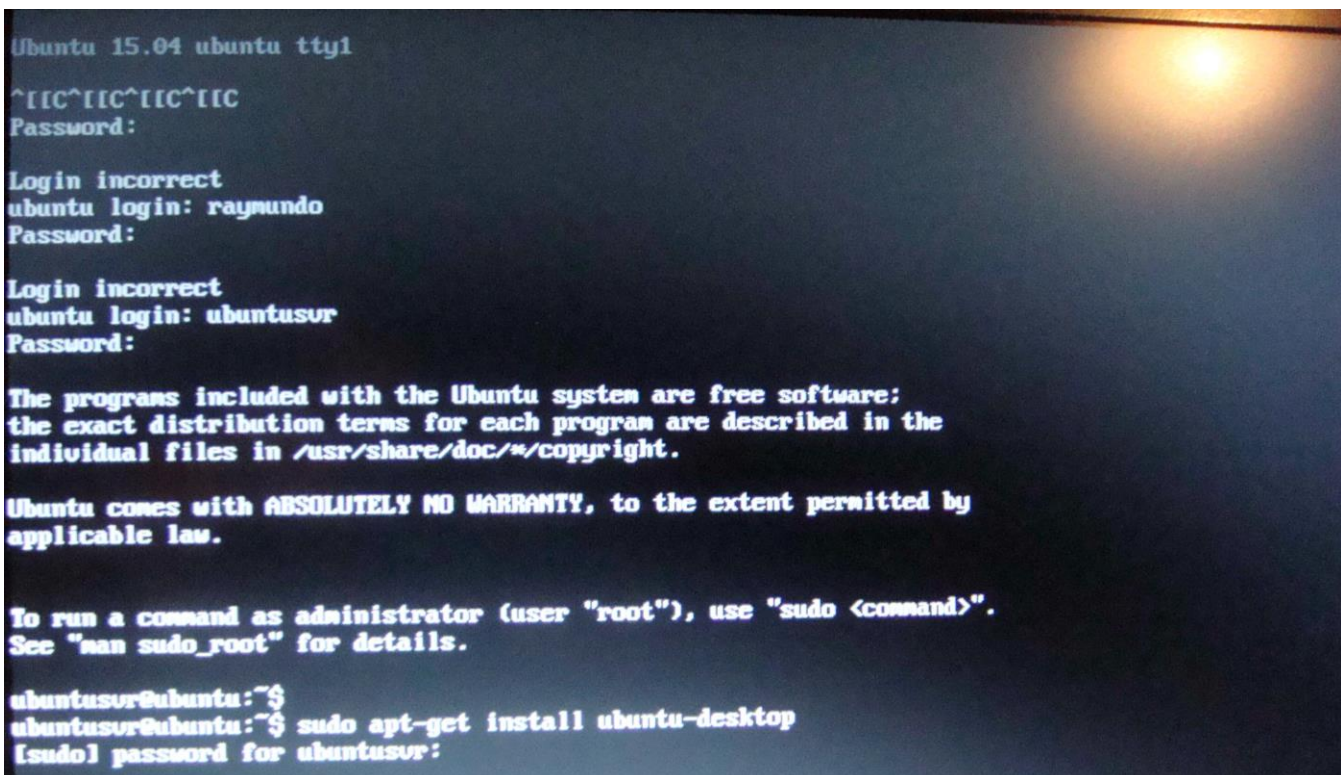 Ubuntu 15.04 ubuntu tty1
^[[C^[[C^[[C^[[C
Password:
Login incorrect
ubuntu login: raymundo
Password:
Login incorrect
ubuntu login: ubuntusvr
Password:
The programs included with the Ubuntu system are free software;
the exact distribution terms for each program are described in the
individual files in /usr/share/doc/*/copyright.
Ubuntu comes with ABSOLUTELY NO WARRANTY, to the extent permitted by
applicable law.
To run a command as administrator (user "root"), use "sudo <command>".
See "man sudo_root" for details.
ubuntusvr@ubuntu:~$
ubuntusvr@ubuntu:~$ sudo apt-get install ubuntu-desktop
[sudo] password for ubuntusvr: